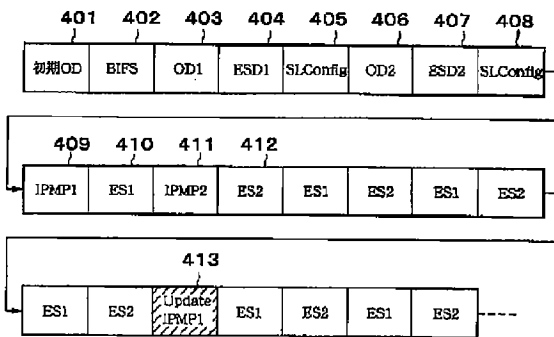 401 402 403 404 405 406 407 408
初期OD BIFS OD1 ESD1 SLConfig OD2 ESD2 SLConfig
409 410 411 412
IPMP1 ES1 IPMP2 ES2 ES1 ES2 ES1 ES2
413
ES1 ES2 Update IPMP1 ES1 ES2 ES1 ES2